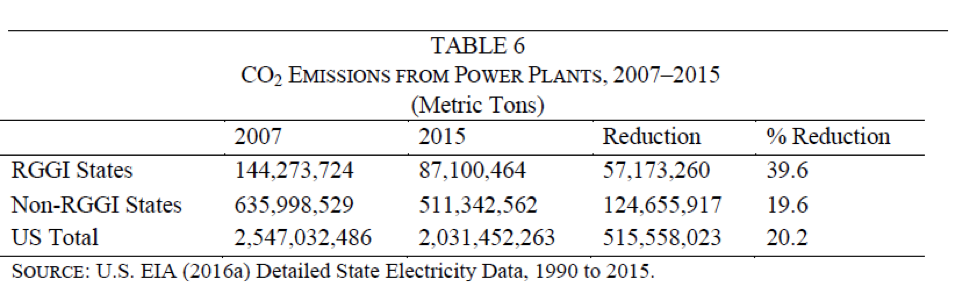 TABLE 6
CO₂ EMISSIONS FROM POWER PLANTS, 2007–2015
(Metric Tons)
2007 2015 Reduction % Reduction
RGGI States 144,273,724 87,100,464 57,173,260 39.6
Non-RGGI States 635,998,529 511,342,562 124,655,917 19.6
US Total 2,547,032,486 2,031,452,263 515,558,023 20.2
SOURCE: U.S. EIA (2016a) Detailed State Electricity Data, 1990 to 2015.